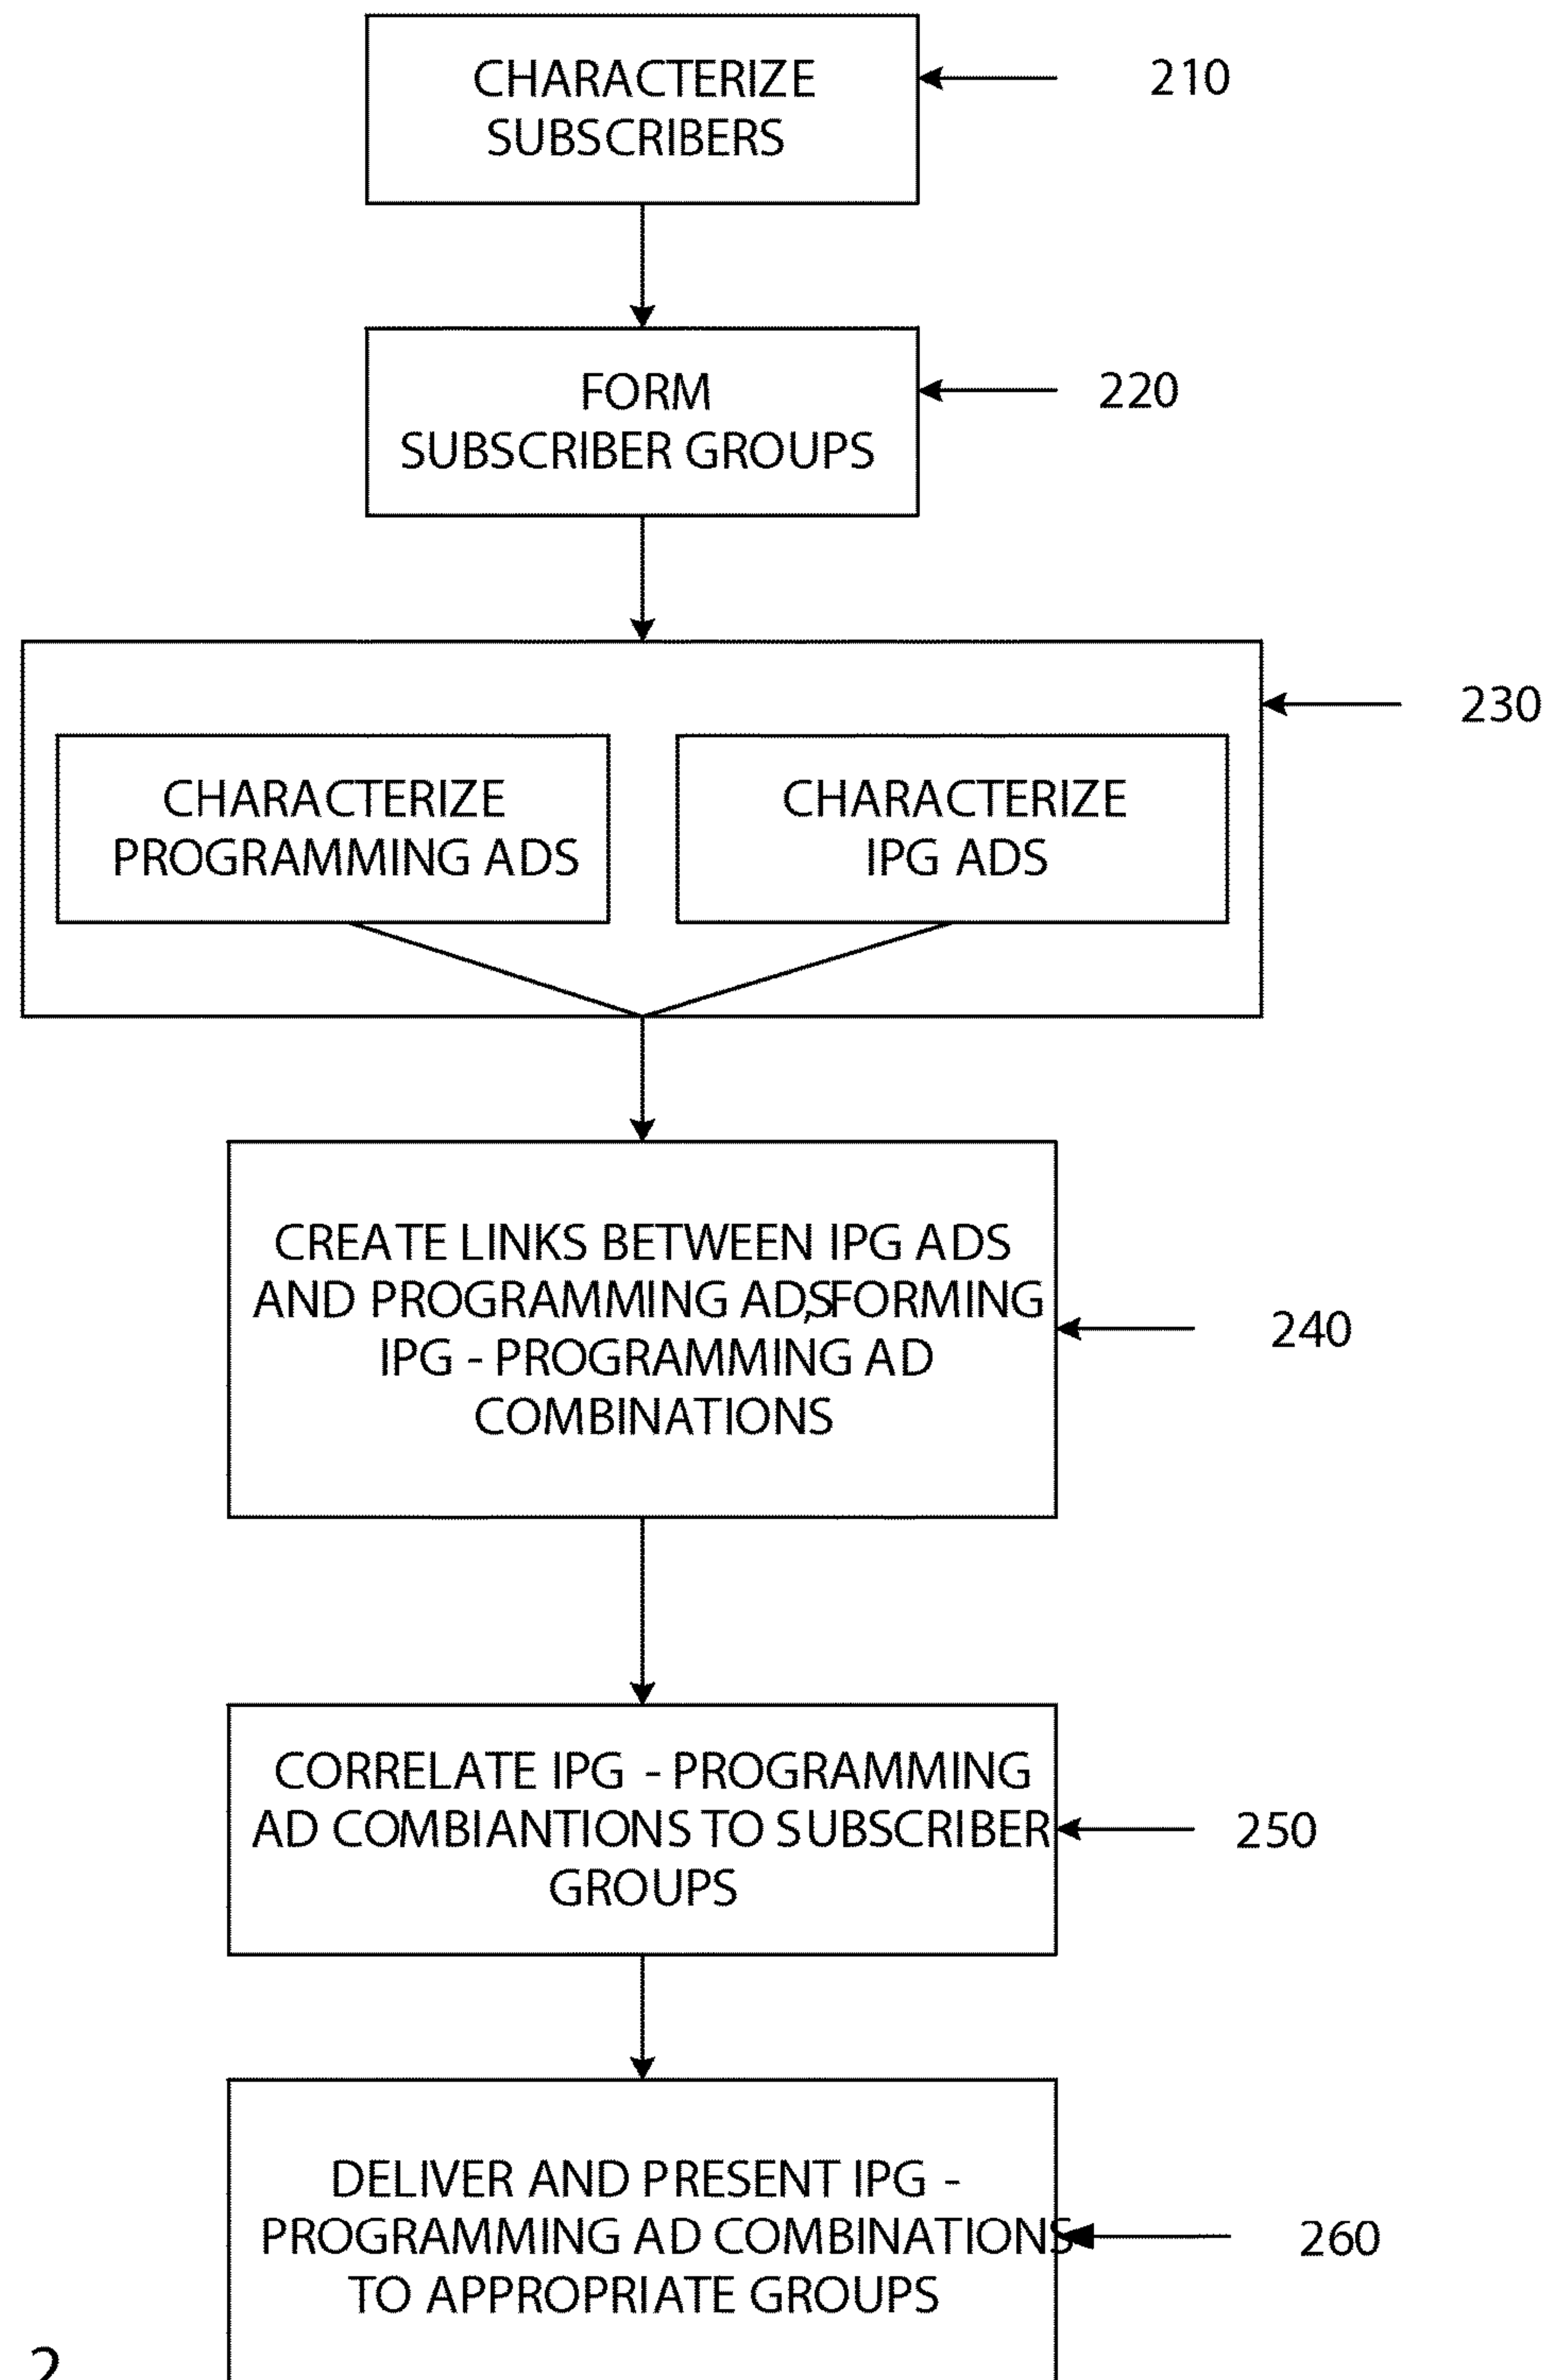 CHARACTERIZE
SUBSCRIBERS
210
FORM
SUBSCRIBER GROUPS
220
230
CHARACTERIZE
PROGRAMMING ADS
CHARACTERIZE
IPG ADS
CREATE LINKS BETWEEN IPG ADS
AND PROGRAMMING ADS, FORMING
IPG - PROGRAMMING AD
COMBINATIONS
240
CORRELATE IPG - PROGRAMMING
AD COMBIANTIONS TO SUBSCRIBER
GROUPS
250
DELIVER AND PRESENT IPG -
PROGRAMMING AD COMBINATIONS
TO APPROPRIATE GROUPS
260
2